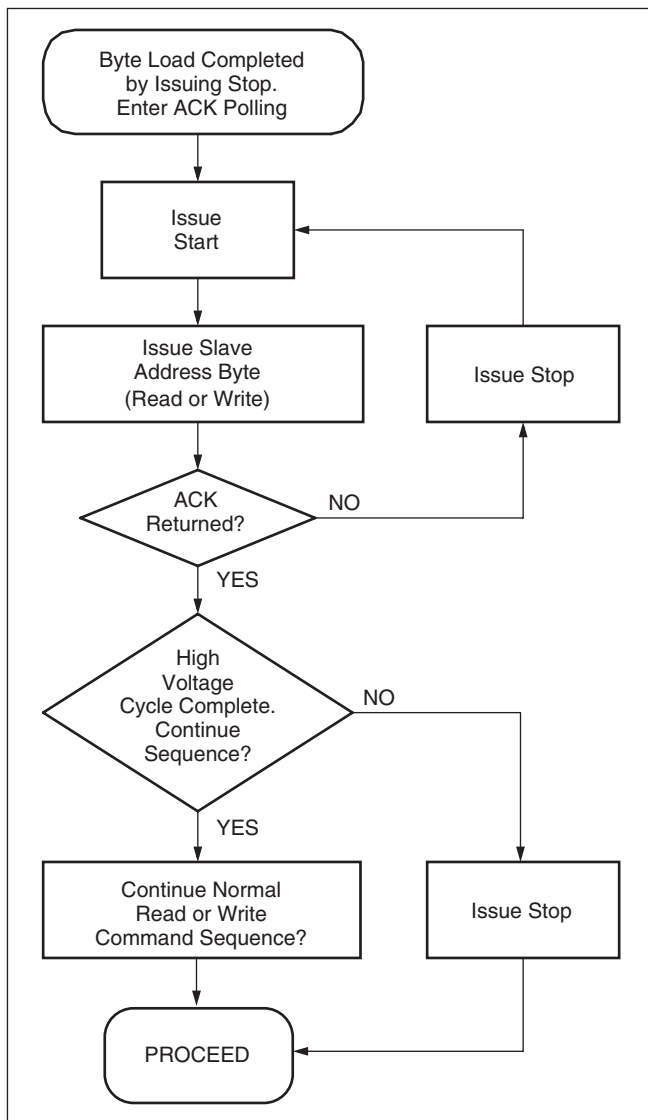 Byte Load Completed
by Issuing Stop.
Enter ACK Polling
Issue
Start
Issue Slave
Address Byte
(Read or Write)
Issue Stop
ACK
Returned?
NO
YES
High
Voltage
Cycle Complete.
Continue
Sequence?
NO
YES
Continue Normal
Read or Write
Command Sequence?
Issue Stop
PROCEED